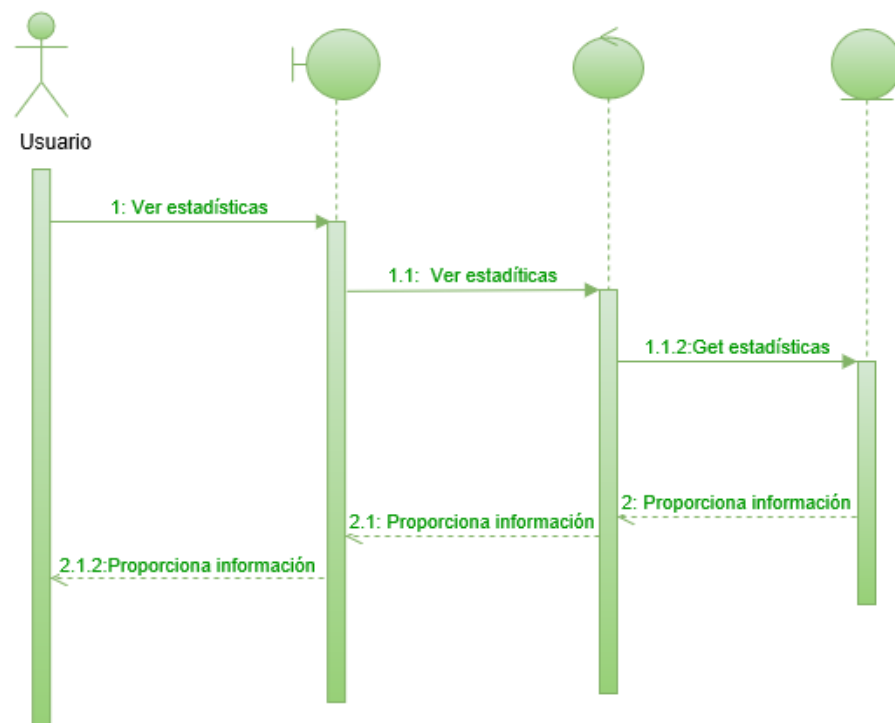 Usuario
1: Ver estadísticas
1.1: Ver estadíticas
1.1.2:Get estadísticas
2: Proporciona información
2.1: Proporciona información
2.1.2:Proporciona información